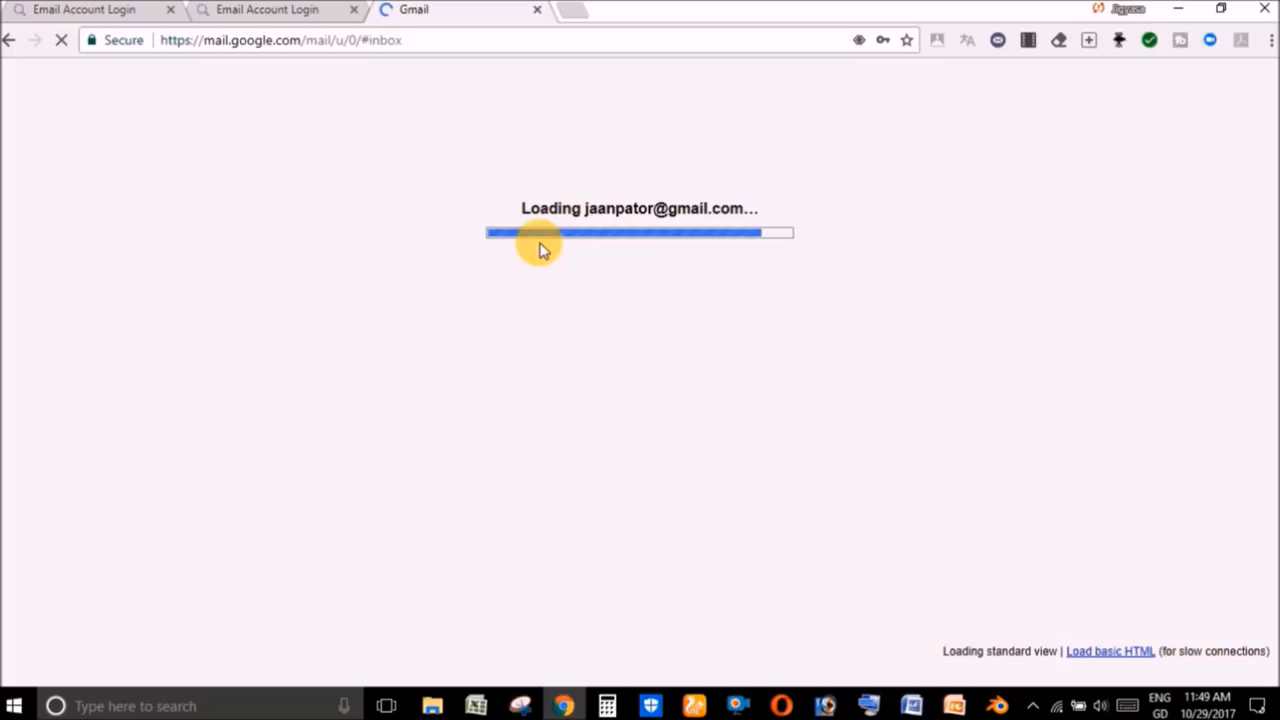 Email Account Login
Email Account Login
Gmail
Jigyasa
Secure
https://mail.google.com/mail/u/0/#inbox
Loading jaanpator@gmail.com...
Loading standard view | Load basic HTML (for slow connections)
Type here to search
ENG
GD
11:49 AM
10/29/2017